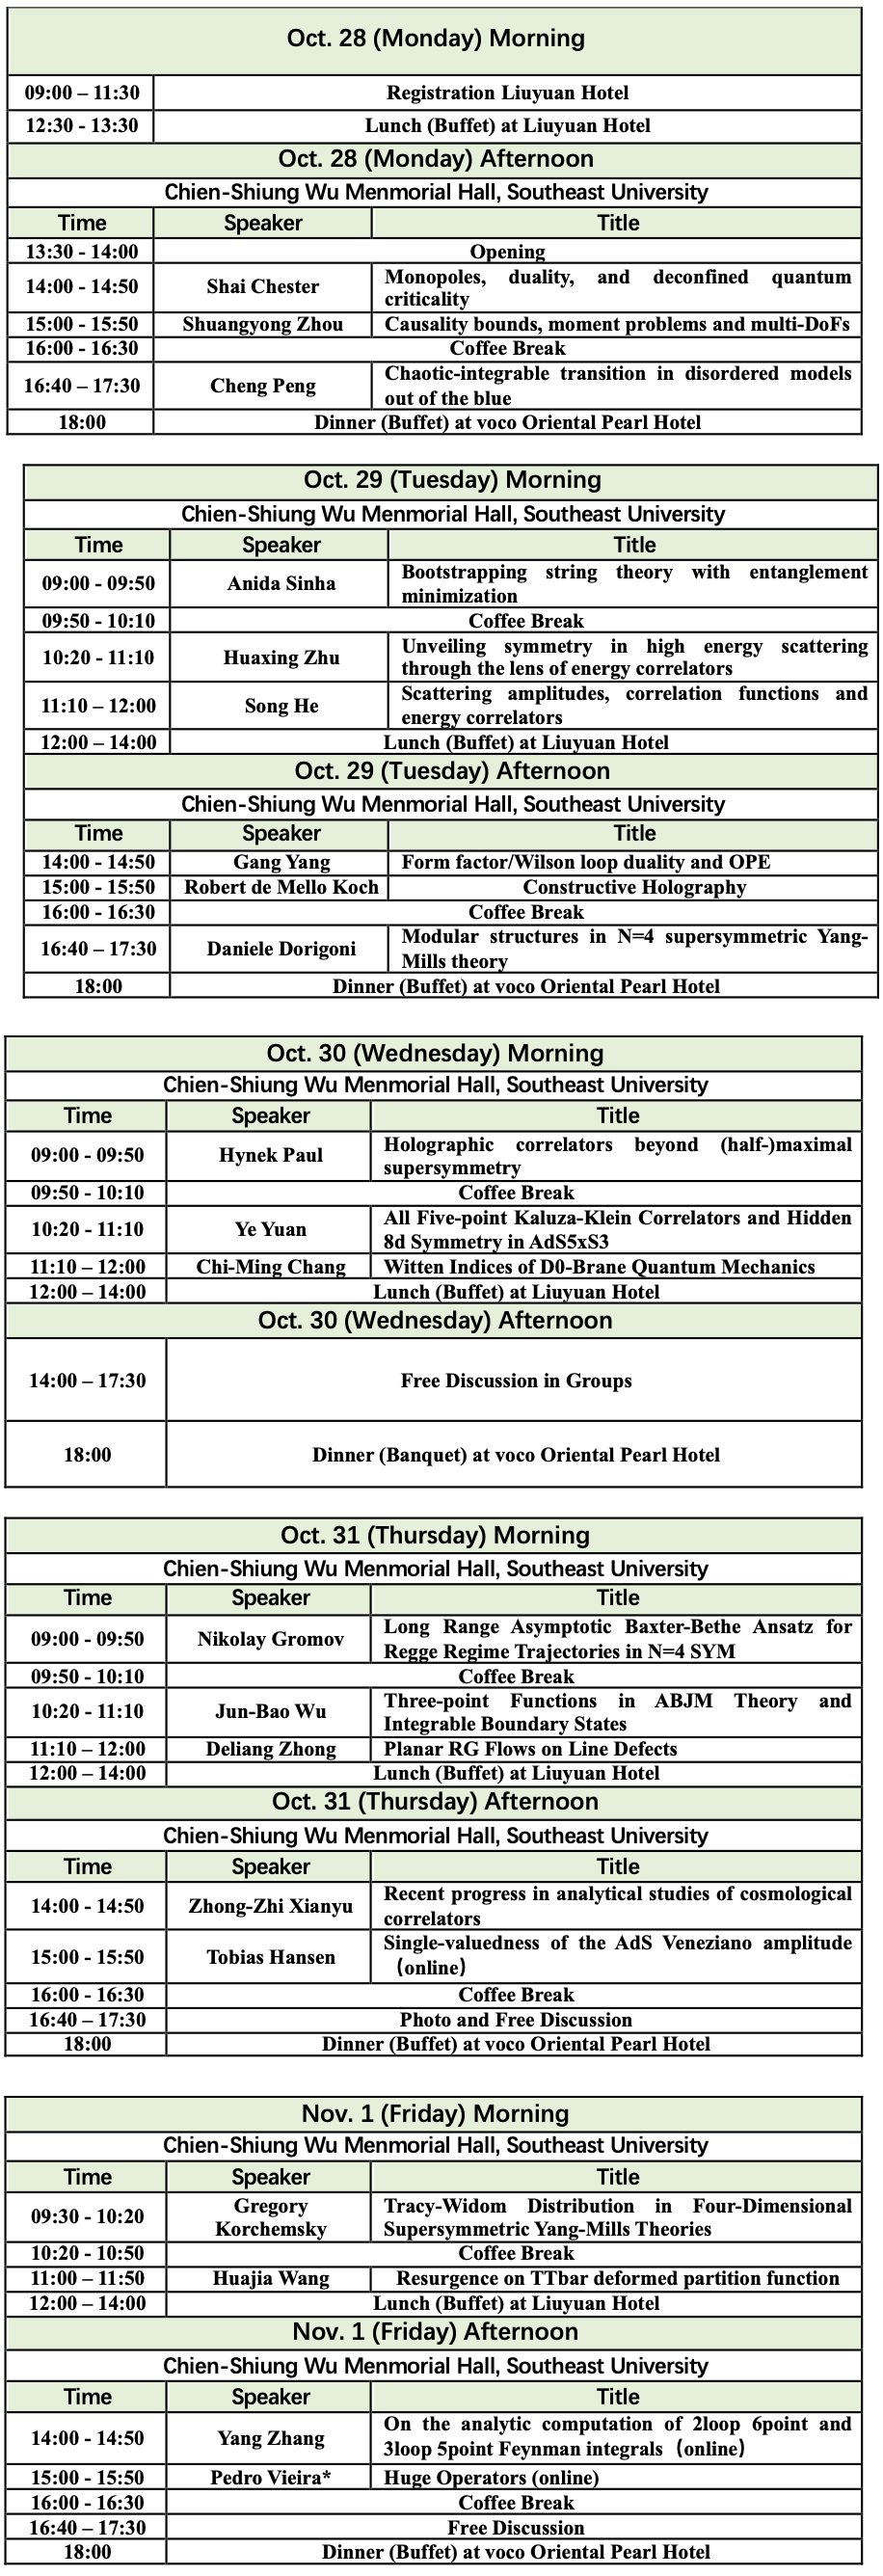 Oct. 28 (Monday) Morning
09:00 – 11:30 Registration Liuyuan Hotel
12:30 - 13:30 Lunch (Buffet) at Liuyuan Hotel
Oct. 28 (Monday) Afternoon
Chien-Shiung Wu Menmorial Hall, Southeast University
Time Speaker Title
13:30 - 14:00 Opening
14:00 - 14:50 Shai Chester Monopoles, duality, and deconfined quantum
criticality
15:00 - 15:50 Shuangyong Zhou Causality bounds, moment problems and multi-DoFs
16:00 - 16:30 Coffee Break
16:40 – 17:30 Cheng Peng Chaotic-integrable transition in disordered models
out of the blue
18:00 Dinner (Buffet) at voco Oriental Pearl Hotel
Oct. 29 (Tuesday) Morning
Chien-Shiung Wu Menmorial Hall, Southeast University
Time Speaker Title
09:00 - 09:50 Anida Sinha Bootstrapping string theory with entanglement
minimization
09:50 - 10:10 Coffee Break
10:20 - 11:10 Huaxing Zhu Unveiling symmetry in high energy scattering
through the lens of energy correlators
11:10 – 12:00 Song He Scattering amplitudes, correlation functions and
energy correlators
12:00 – 14:00 Lunch (Buffet) at Liuyuan Hotel
Oct. 29 (Tuesday) Afternoon
Chien-Shiung Wu Menmorial Hall, Southeast University
Time Speaker Title
14:00 - 14:50 Gang Yang Form factor/Wilson loop duality and OPE
15:00 - 15:50 Robert de Mello Koch Constructive Holography
16:00 - 16:30 Coffee Break
16:40 – 17:30 Daniele Dorigoni Modular structures in N=4 supersymmetric Yang-
Mills theory
18:00 Dinner (Buffet) at voco Oriental Pearl Hotel
Oct. 30 (Wednesday) Morning
Chien-Shiung Wu Menmorial Hall, Southeast University
Time Speaker Title
09:00 - 09:50 Hynek Paul Holographic correlators beyond (half-)maximal
supersymmetry
09:50 - 10:10 Coffee Break
10:20 - 11:10 Ye Yuan All Five-point Kaluza-Klein Correlators and Hidden
8d Symmetry in AdS5xS3
11:10 – 12:00 Chi-Ming Chang Witten Indices of D0-Brane Quantum Mechanics
12:00 – 14:00 Lunch (Buffet) at Liuyuan Hotel
Oct. 30 (Wednesday) Afternoon
14:00 – 17:30 Free Discussion in Groups
18:00 Dinner (Banquet) at voco Oriental Pearl Hotel
Oct. 31 (Thursday) Morning
Chien-Shiung Wu Menmorial Hall, Southeast University
Time Speaker Title
09:00 - 09:50 Nikolay Gromov Long Range Asymptotic Baxter-Bethe Ansatz for
Regge Regime Trajectories in N=4 SYM
09:50 - 10:10 Coffee Break
10:20 - 11:10 Jun-Bao Wu Three-point Functions in ABJM Theory and
Integrable Boundary States
11:10 – 12:00 Deliang Zhong Planar RG Flows on Line Defects
12:00 – 14:00 Lunch (Buffet) at Liuyuan Hotel
Oct. 31 (Thursday) Afternoon
Chien-Shiung Wu Menmorial Hall, Southeast University
Time Speaker Title
14:00 - 14:50 Zhong-Zhi Xianyu Recent progress in analytical studies of cosmological
correlators
15:00 - 15:50 Tobias Hansen Single-valuedness of the AdS Veneziano amplitude
（online）
16:00 - 16:30 Coffee Break
16:40 – 17:30 Photo and Free Discussion
18:00 Dinner (Buffet) at voco Oriental Pearl Hotel
Nov. 1 (Friday) Morning
Chien-Shiung Wu Menmorial Hall, Southeast University
Time Speaker Title
09:30 - 10:20 Gregory Korchemsky Tracy-Widom Distribution in Four-Dimensional
Supersymmetric Yang-Mills Theories
10:20 - 10:50 Coffee Break
11:00 – 11:50 Huajia Wang Resurgence on TTbar deformed partition function
12:00 – 14:00 Lunch (Buffet) at Liuyuan Hotel
Nov. 1 (Friday) Afternoon
Chien-Shiung Wu Menmorial Hall, Southeast University
Time Speaker Title
14:00 - 14:50 Yang Zhang On the analytic computation of 2loop 6point and
3loop 5point Feynman integrals（online）
15:00 - 15:50 Pedro Vieira* Huge Operators (online)
16:00 - 16:30 Coffee Break
16:40 – 17:30 Free Discussion
18:00 Dinner (Buffet) at voco Oriental Pearl Hotel